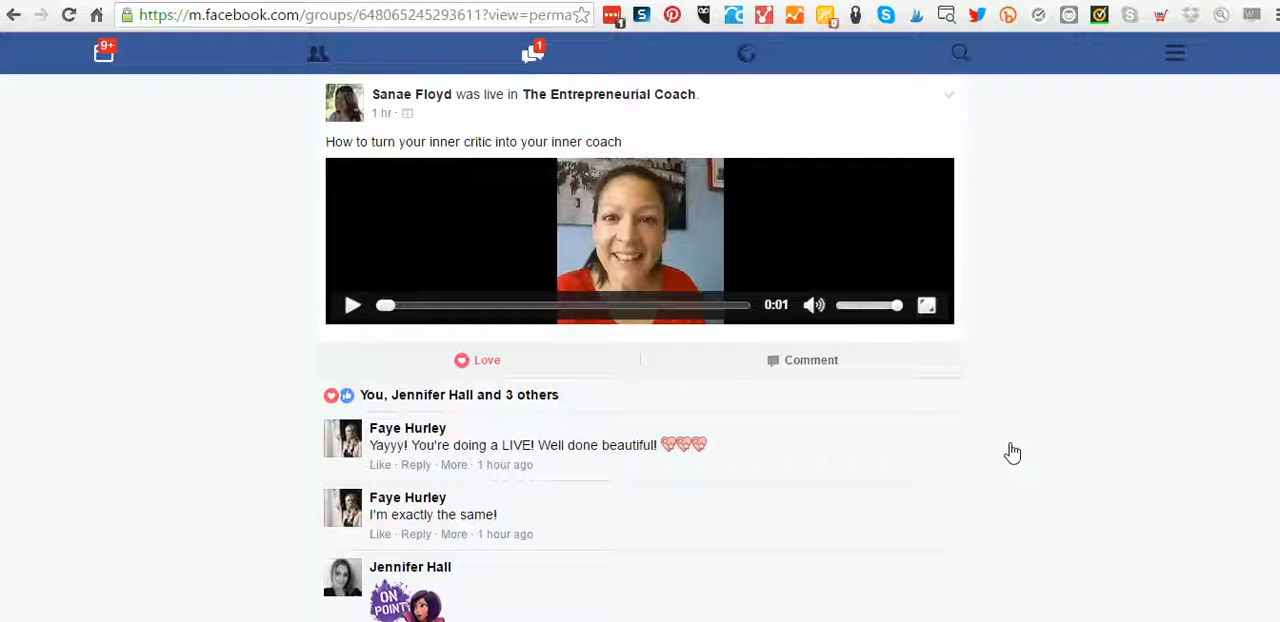 https://m.facebook.com/groups/648065245293611?view=perma
9+
1
Sanae Floyd was live in The Entrepreneurial Coach.
1 hr ·
How to turn your inner critic into your inner coach
0:01
Love
Comment
You, Jennifer Hall and 3 others
Faye Hurley
Yayyy! You're doing a LIVE! Well done beautiful!
Like · Reply · More · 1 hour ago
Faye Hurley
I'm exactly the same!
Like · Reply · More · 1 hour ago
Jennifer Hall
ON
POINT